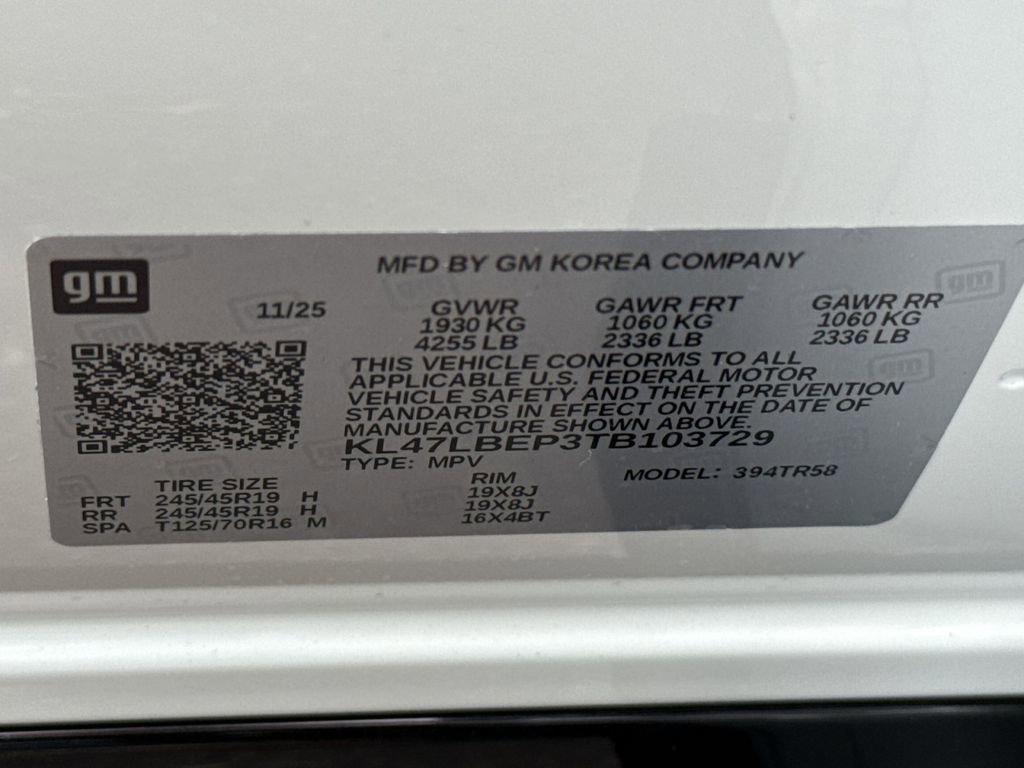 gm
MFD BY GM KOREA COMPANY
11/25 GVWR GAWR FRT GAWR RR
1930 KG 1060 KG 1060 KG
4255 LB 2336 LB 2336 LB
THIS VEHICLE CONFORMS TO ALL
APPLICABLE U.S. FEDERAL MOTOR
VEHICLE SAFETY AND THEFT PREVENTION
STANDARDS IN EFFECT ON THE DATE OF
MANUFACTURE SHOWN ABOVE.
KL47LBEP3TB103729
TYPE: MPV MODEL: 394TR58
TIRE SIZE RIM
FRT 245/45R19 H 19X8J
RR 245/45R19 H 19X8J
SPA T125/70R16 M 16X4BT